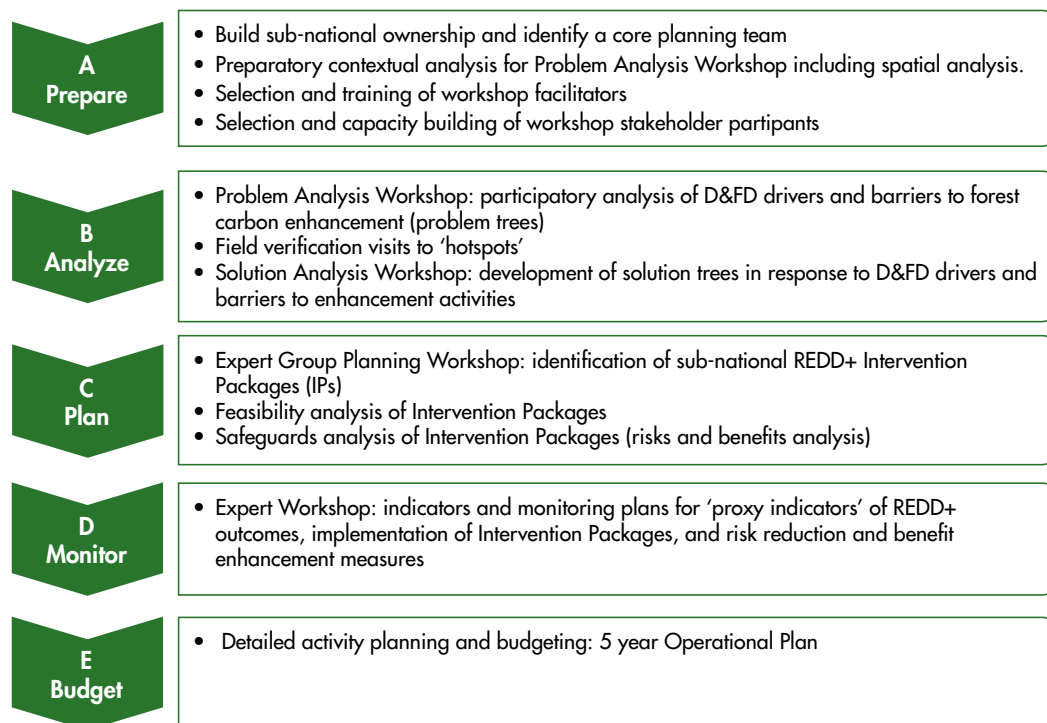 A
Prepare
• Build sub-national ownership and identify a core planning team
• Preparatory contextual analysis for Problem Analysis Workshop including spatial analysis.
• Selection and training of workshop facilitators
• Selection and capacity building of workshop stakeholder partipants
B
Analyze
• Problem Analysis Workshop: participatory analysis of D&FD drivers and barriers to forest
carbon enhancement (problem trees)
• Field verification visits to ‘hotspots’
• Solution Analysis Workshop: development of solution trees in response to D&FD drivers and
barriers to enhancement activities
C
Plan
• Expert Group Planning Workshop: identification of sub-national REDD+ Intervention
Packages (IPs)
• Feasibility analysis of Intervention Packages
• Safeguards analysis of Intervention Packages (risks and benefits analysis)
D
Monitor
• Expert Workshop: indicators and monitoring plans for ‘proxy indicators’ of REDD+
outcomes, implementation of Intervention Packages, and risk reduction and benefit
enhancement measures
E
Budget
• Detailed activity planning and budgeting: 5 year Operational Plan